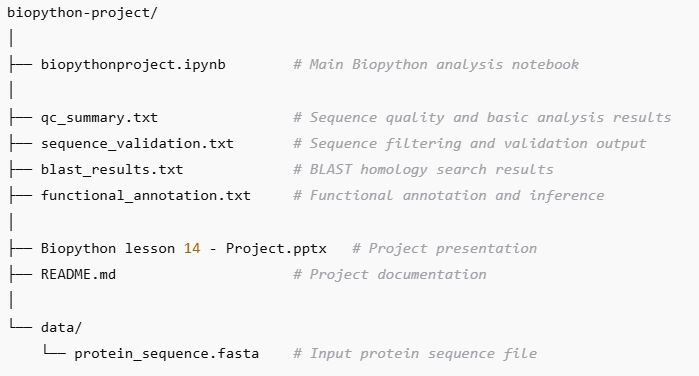 biopython-project/
│
├── biopythonproject.ipynb        # Main Biopython analysis notebook
│
├── qc_summary.txt                # Sequence quality and basic analysis results
├── sequence_validation.txt       # Sequence filtering and validation output
├── blast_results.txt             # BLAST homology search results
├── functional_annotation.txt     # Functional annotation and inference
│
├── Biopython lesson 14 - Project.pptx   # Project presentation
├── README.md                     # Project documentation
│
└── data/
    └── protein_sequence.fasta    # Input protein sequence file